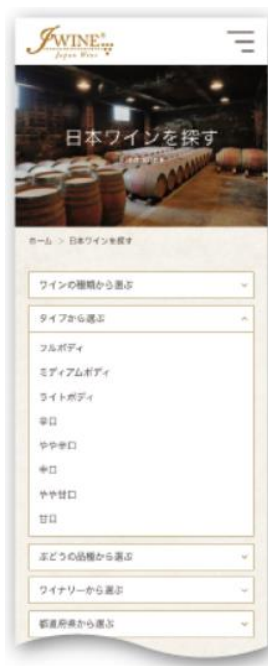 JWINE®
Japan Wine
日本ワインを探す
ホーム > 日本ワインを探す
ワインの種類から選ぶ
タイプから選ぶ
フルボディ
ミディアムボディ
ライトボディ
辛口
やや辛口
中口
やや甘口
甘口
ぶどうの品種から選ぶ
ワイナリーから選ぶ
都道府県から選ぶ